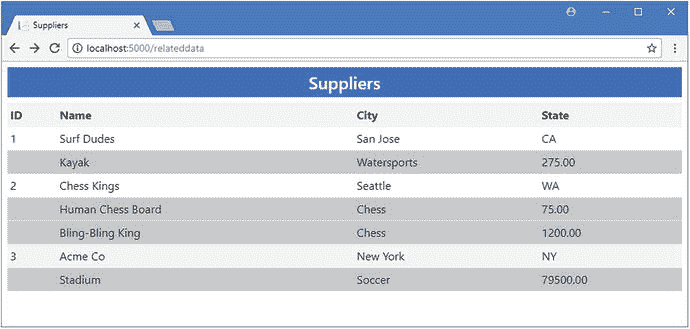 Suppliers
localhost:5000/relateddata
Suppliers
ID Name City State
1 Surf Dudes San Jose CA
Kayak Watersports 275.00
2 Chess Kings Seattle WA
Human Chess Board Chess 75.00
Bling-Bling King Chess 1200.00
3 Acme Co New York NY
Stadium Soccer 79500.00